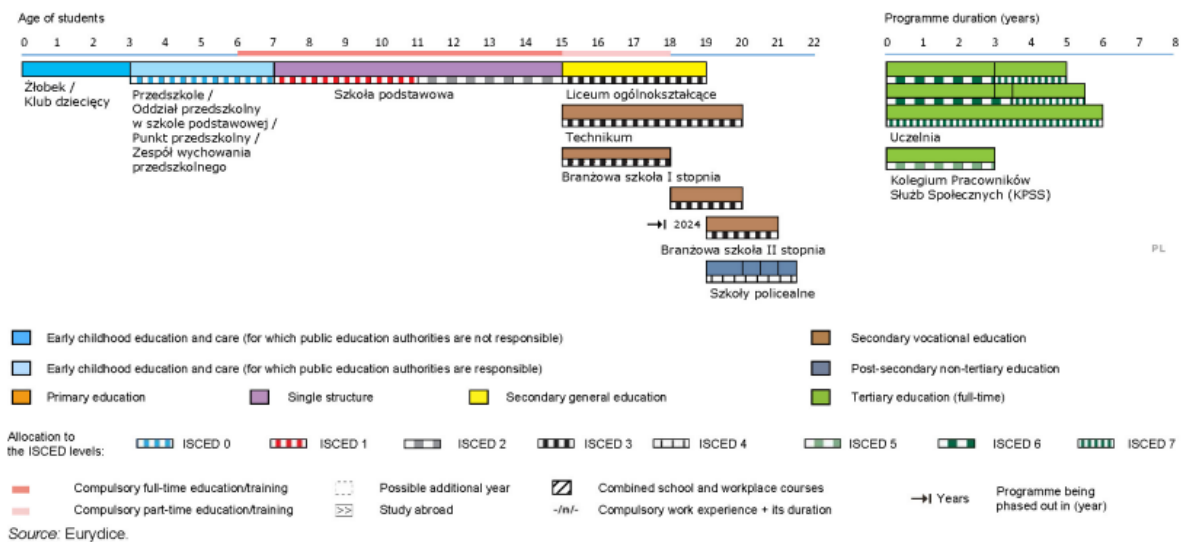 Age of students
Programme duration (years)
0 1 2 3 4 5 6 7 8 9 10 11 12 13 14 15 16 17 18 19 20 21 22
0 1 2 3 4 5 6 7 8
Żłobek /
Klub dziecięcy
Przedszkole /
Oddział przedszkolny
w szkole podstawowej /
Punkt przedszkolny /
Zespół wychowania
przedszkolnego
Szkoła podstawowa
Liceum ogólnokształcące
Technikum
Branżowa szkoła I stopnia
2024
Branżowa szkoła II stopnia
Szkoły policealne
Uczelnia
Kolegium Pracowników
Służb Społecznych (KPSS)
PL
Early childhood education and care (for which public education authorities are not responsible)
Secondary vocational education
Early childhood education and care (for which public education authorities are responsible)
Post-secondary non-tertiary education
Primary education
Single structure
Secondary general education
Tertiary education (full-time)
Allocation to
the ISCED levels:
ISCED 0
ISCED 1
ISCED 2
ISCED 3
ISCED 4
ISCED 5
ISCED 6
ISCED 7
Compulsory full-time education/training
Possible additional year
Combined school and workplace courses
Years
Programme being
phased out in (year)
Compulsory part-time education/training
>>
Study abroad
-/n/-
Compulsory work experience + its duration
Source: Eurydice.